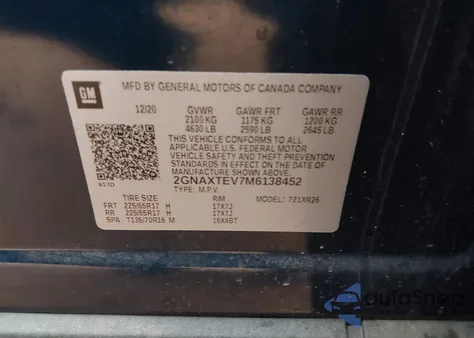 GM
MFD BY GENERAL MOTORS OF CANADA COMPANY
12/20 GVWR GAWR FRT GAWR RR
2100 KG 1175 KG 1200 KG
4630 LB 2590 LB 2645 LB
THIS VEHICLE CONFORMS TO ALL
APPLICABLE U.S. FEDERAL MOTOR
VEHICLE SAFETY AND THEFT PREVENTION
STANDARDS IN EFFECT ON THE DATE OF
MANUFACTURE SHOWN ABOVE.
617D 2GNAXTEV7M6138452
TYPE: M.P.V. MODEL: 721XR26
TIRE SIZE RIM
FRT 225/65R17 H 17X7J
RR 225/65R17 H 17X7J
SPA T135/70R16 M 16X4BT
autoSnap